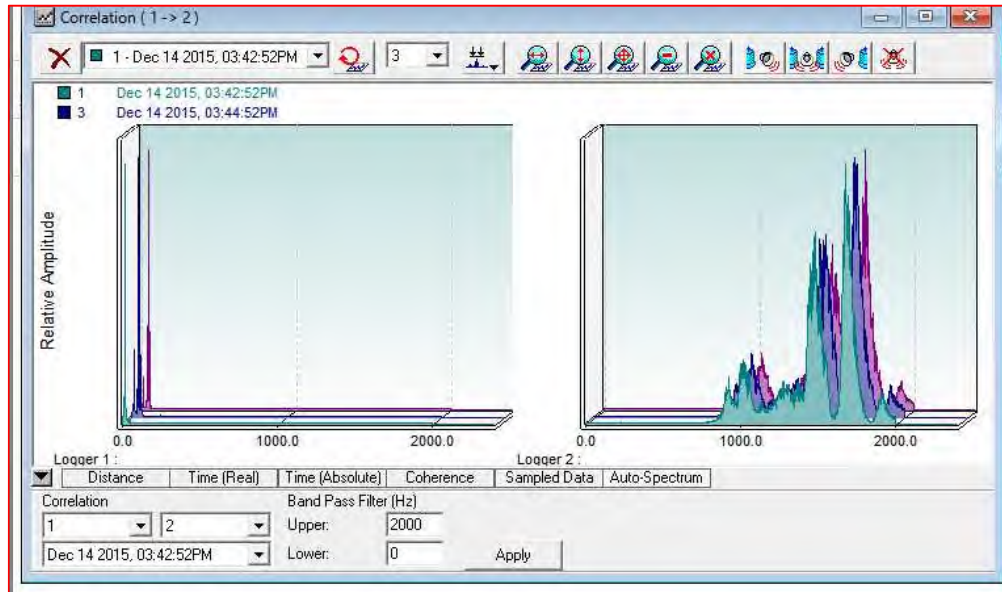 Correlation ( 1 -> 2 )
1 - Dec 14 2015, 03:42:52PM 3
1 Dec 14 2015, 03:42:52PM
3 Dec 14 2015, 03:44:52PM
Relative Amplitude
0.0 1000.0 2000.0 0.0 1000.0 2000.0
Logger 1 : Logger 2 :
Distance Time (Real) Time (Absolute) Coherence Sampled Data Auto-Spectrum
Correlation Band Pass Filter (Hz)
1 2 Upper: 2000
Dec 14 2015, 03:42:52PM Lower: 0 Apply